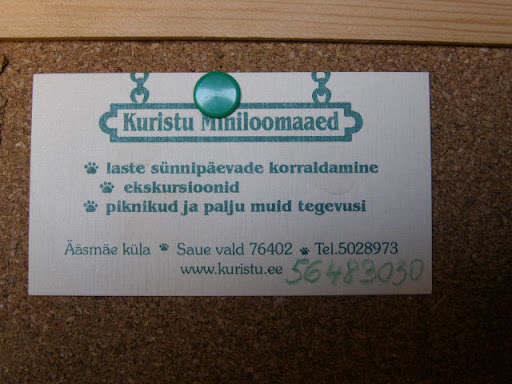 Kuristu Miniloomaaed
laste sünnipäevade korraldamine
ekskursioonid
piknikud ja palju muid tegevusi
Ääsmäe küla Saue vald 76402 Tel.5028973
www.kuristu.ee 56483030